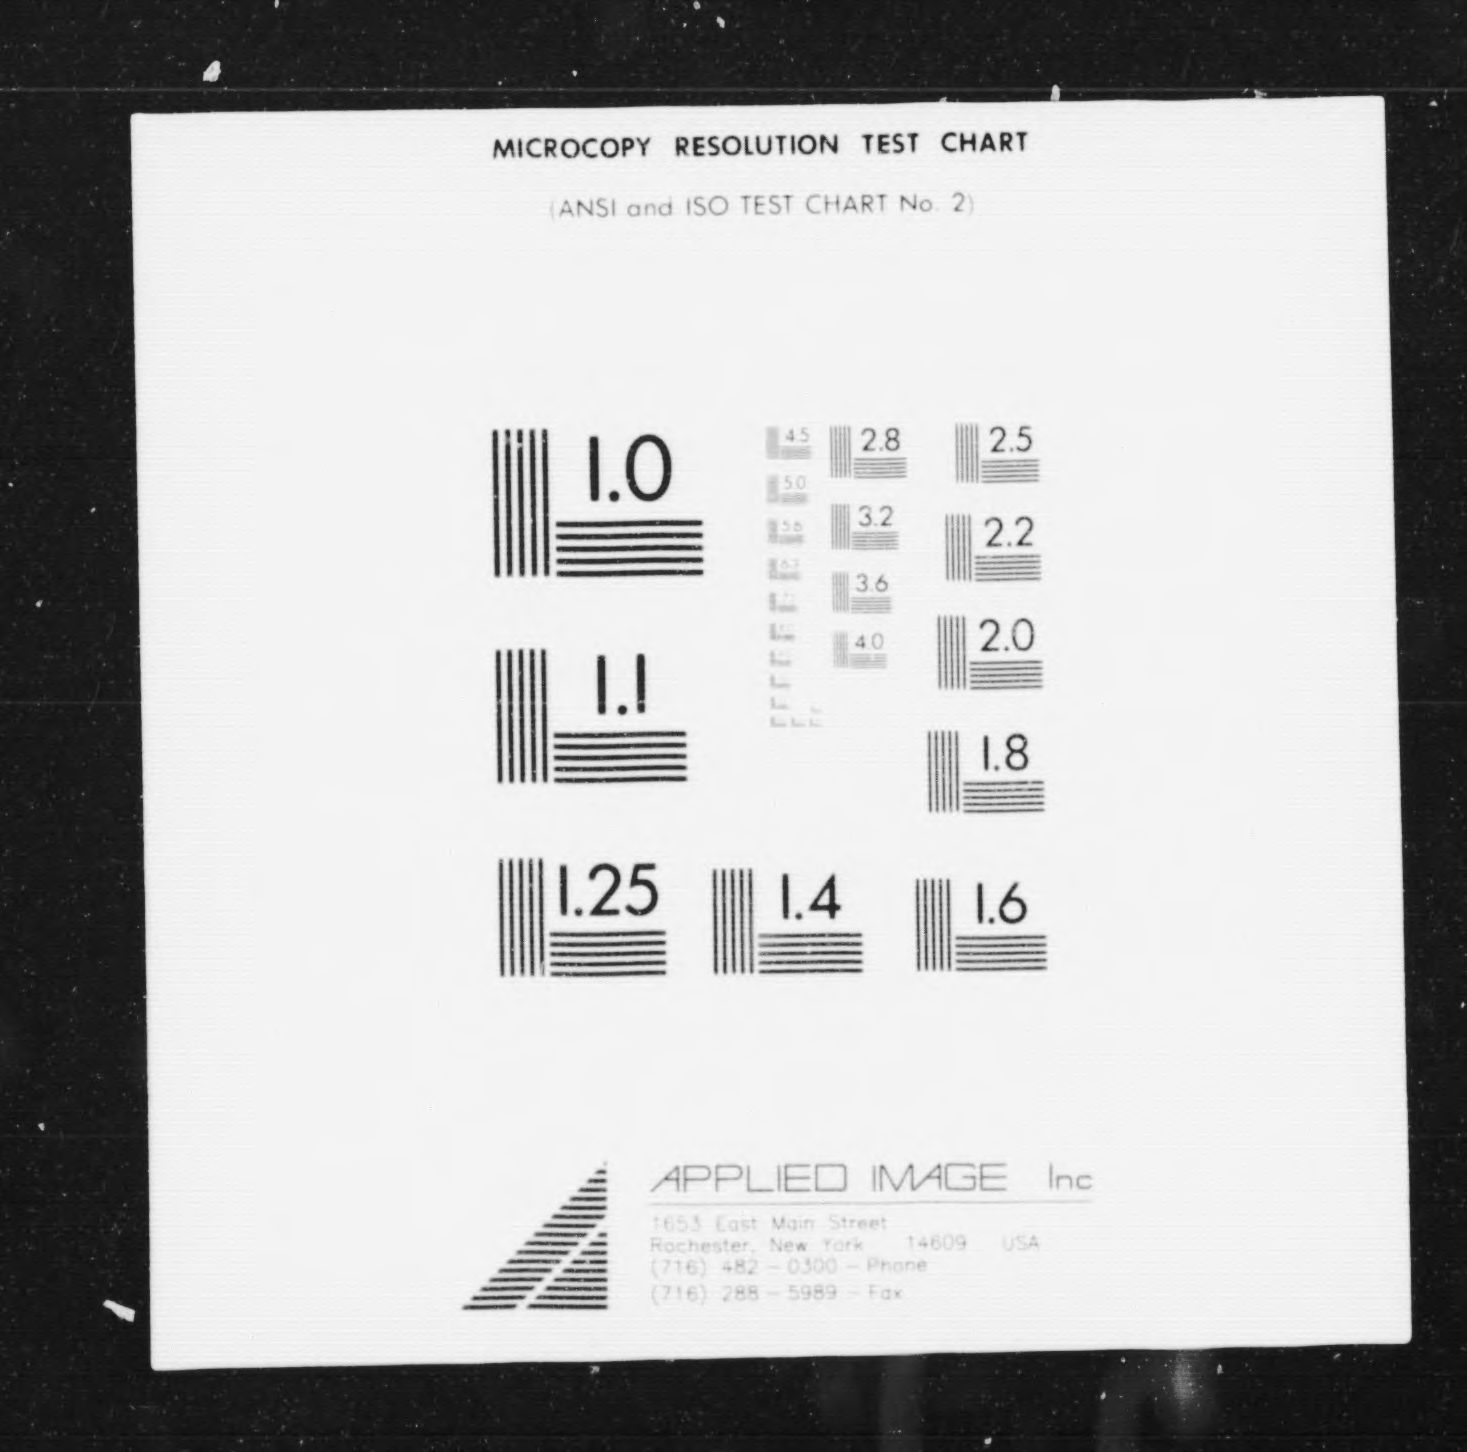 MICROCOPY RESOLUTION TEST CHART
(ANSI and ISO TEST CHART No. 2)
1.0
4.5
2.8
2.5
5.0
3.2
2.2
5.6
3.6
6.3
4.0
2.0
1.1
1.8
1.25
1.4
1.6
APPLIED IMAGE Inc
1653 East Main Street
Rochester, New York 14609 USA
(716) 482 - 0300 - Phone
(716) 288 - 5989 - Fax